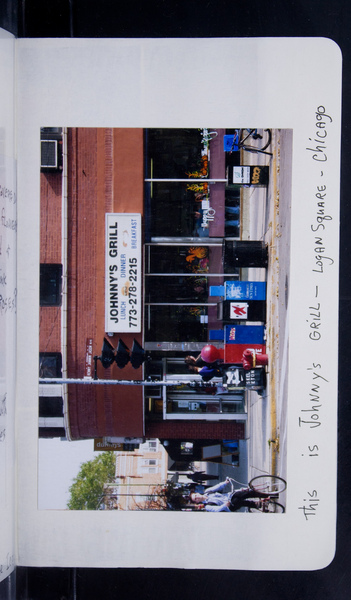 JOHNNY'S GRILL
LUNCH DINNER BREAKFAST
773-278-2215
This is JOHNNY'S GRILL - LOGAN SQUARE - Chicago